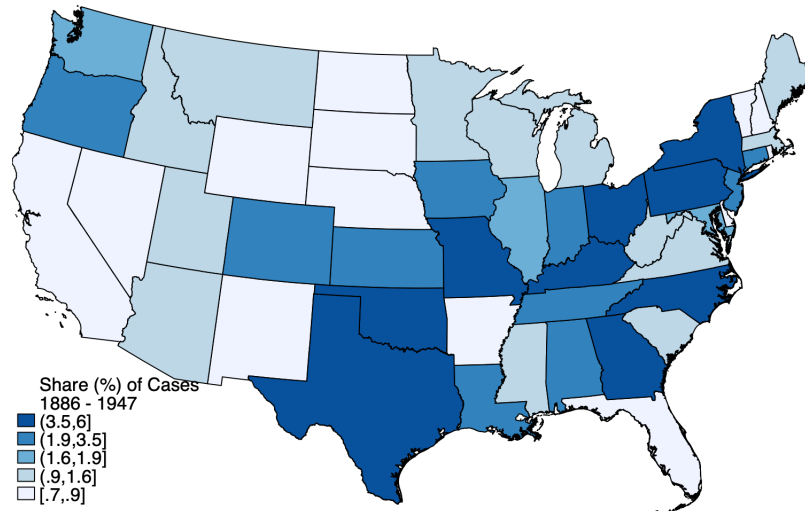 Share (%) of Cases
1886 - 1947
(3.5,6]
(1.9,3.5]
(1.6,1.9]
(.9,1.6]
[.7,.9]